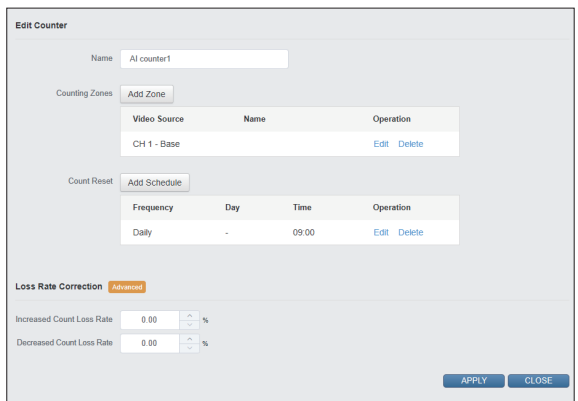 Edit Counter
Name AI counter1
Counting Zones Add Zone
Video Source Name Operation
CH 1 - Base Edit Delete
Count Reset Add Schedule
Frequency Day Time Operation
Daily - 09:00 Edit Delete
Loss Rate Correction Advanced
Increased Count Loss Rate 0.00 %
Decreased Count Loss Rate 0.00 %
APPLY CLOSE